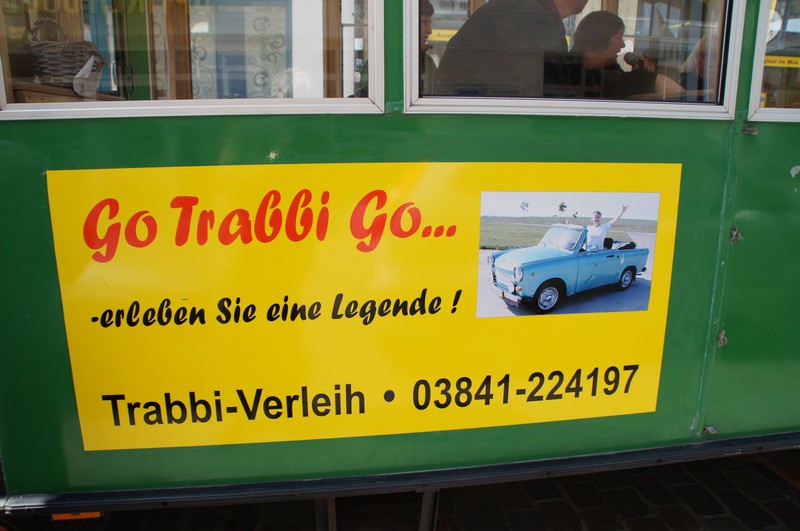 Go Trabbi Go...
-erleben Sie eine Legende !
Trabbi-Verleih • 03841-224197